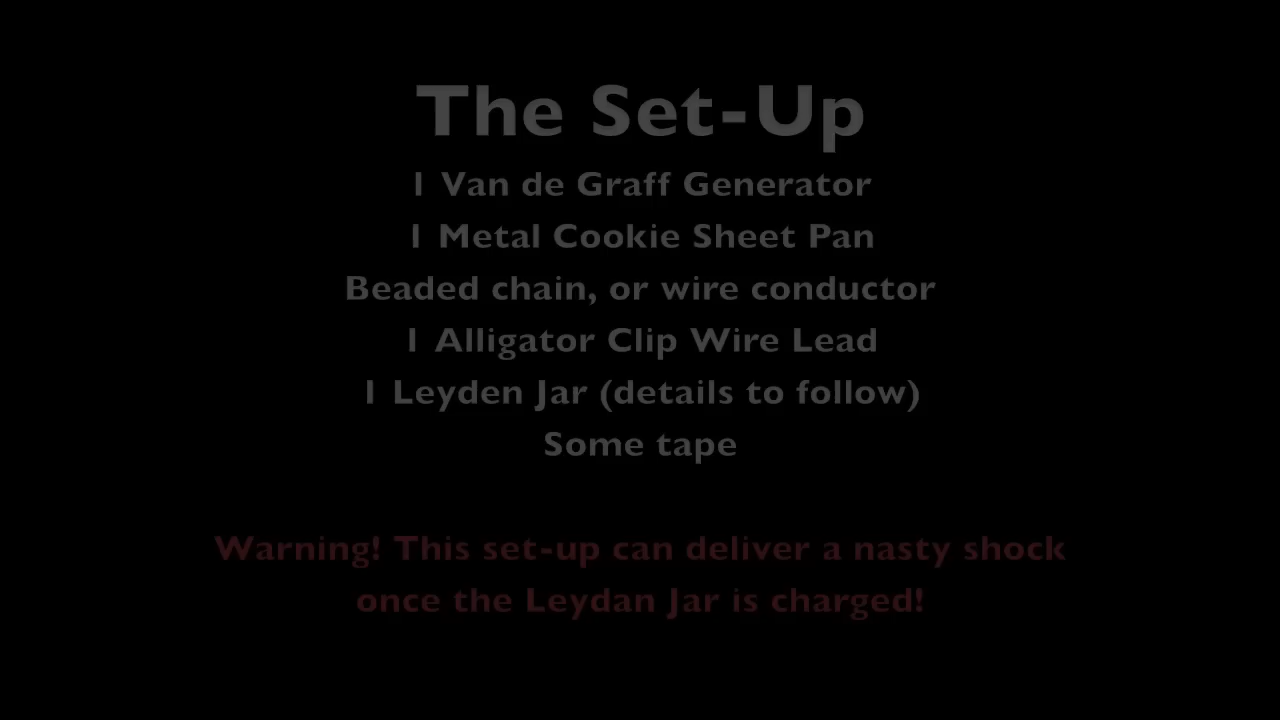 The Set-Up
1 Van de Graff Generator
1 Metal Cookie Sheet Pan
Beaded chain, or wire conductor
1 Alligator Clip Wire Lead
1 Leyden Jar (details to follow)
Some tape
Warning! This set-up can deliver a nasty shock
once the Leydan Jar is charged!